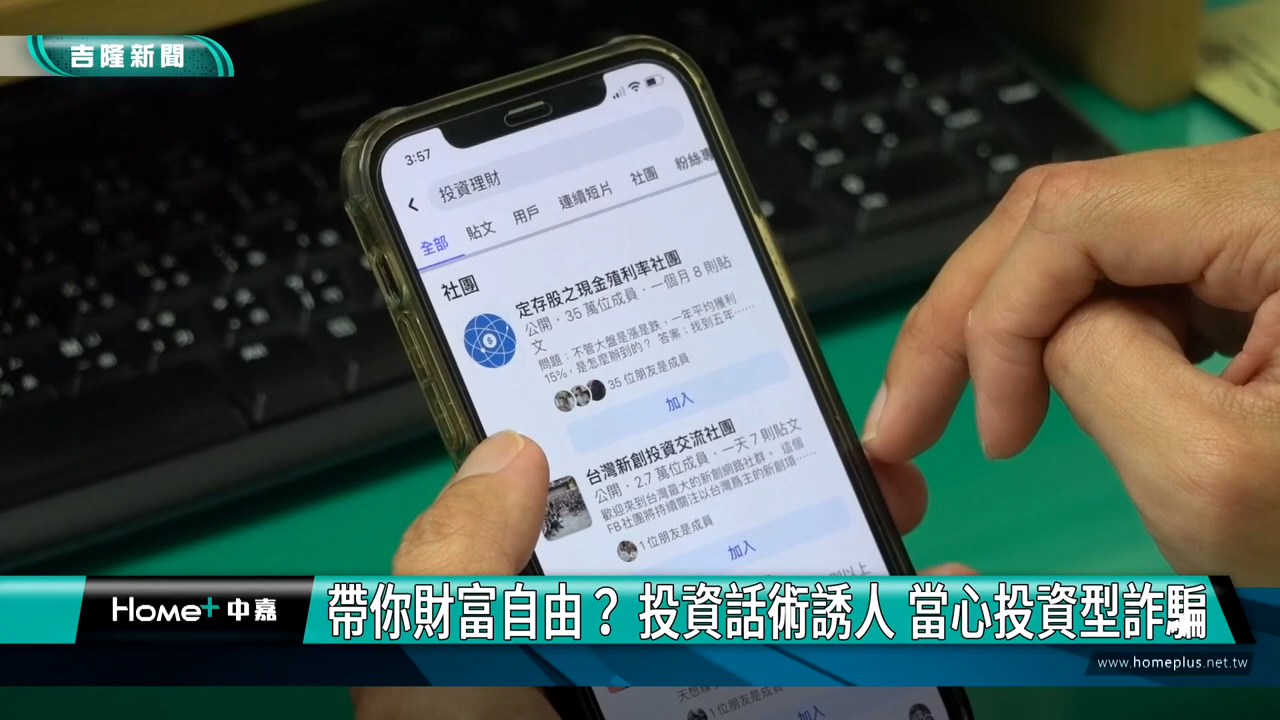 吉隆新聞
3:57
投資理財
全部 貼文 用戶 連續短片 社團 粉絲專
社團
定存股之現金殖利率社團
公開・35 萬位成員・一個月 8 則貼
文
問題：不管大盤是漲是跌，一年平均獲利
15%，是怎麼辦到的？ 答案：找到五年……
35 位朋友是成員
加入
台灣新創投資交流社團
公開・2.7 萬位成員・一天 7 則貼文
歡迎來到台灣最大的新創網路社群。 這個
FB社團將持續關注以台灣為主的新創項……
1 位朋友是成員
加入
Home+ 中嘉
帶你財富自由？ 投資話術誘人 當心投資型詐騙
www.homeplus.net.tw
1 位朋友是成員
加入